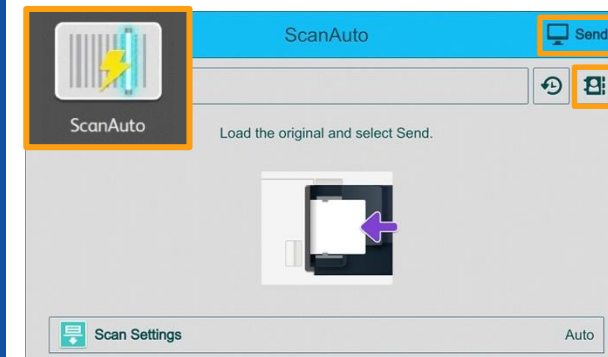 ScanAuto
Send
ScanAuto
Load the original and select Send.
Scan Settings
Auto